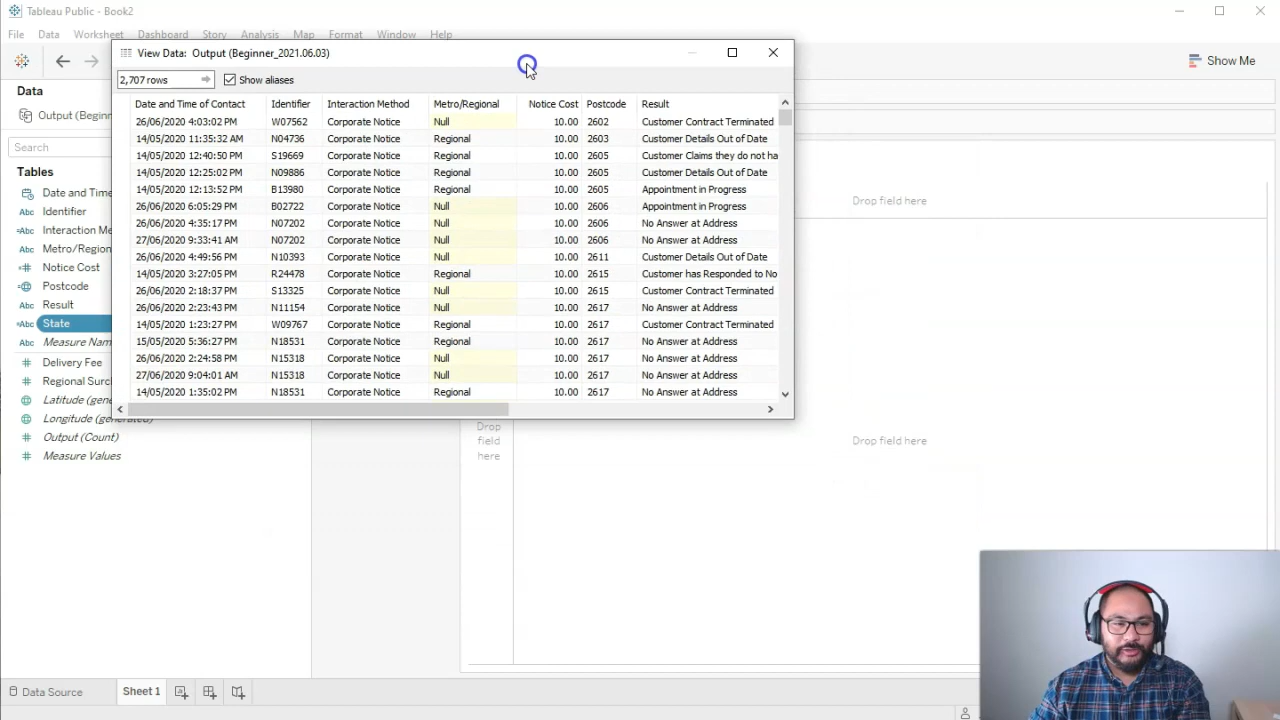 Tableau Public - Book2
File Data Worksheet Dashboard Story Analysis Map Format Window Help
Show Me
View Data: Output (Beginner_2021.06.03)
2,707 rows Show aliases
Data
Output (Beginn
Search
Tables
Date and Time
Identifier
Interaction Me
Metro/Region
Notice Cost
Postcode
Result
State
Measure Nam
Delivery Fee
Regional Surc
Latitude (gene
Longitude (generated)
Output (Count)
Measure Values
Date and Time of Contact Identifier Interaction Method Metro/Regional Notice Cost Postcode Result
26/06/2020 4:03:02 PM W07562 Corporate Notice Null 10.00 2602 Customer Contract Terminated
14/05/2020 11:35:32 AM N04736 Corporate Notice Regional 10.00 2603 Customer Details Out of Date
14/05/2020 12:40:50 PM S19669 Corporate Notice Regional 10.00 2605 Customer Claims they do not ha
14/05/2020 12:25:02 PM N09886 Corporate Notice Regional 10.00 2605 Customer Details Out of Date
14/05/2020 12:13:52 PM B13980 Corporate Notice Regional 10.00 2605 Appointment in Progress
26/06/2020 6:05:29 PM B02722 Corporate Notice Null 10.00 2606 Appointment in Progress
26/06/2020 4:35:17 PM N07202 Corporate Notice Null 10.00 2606 No Answer at Address
27/06/2020 9:33:41 AM N07202 Corporate Notice Null 10.00 2606 No Answer at Address
26/06/2020 4:49:56 PM N10393 Corporate Notice Null 10.00 2611 Customer Details Out of Date
14/05/2020 3:27:05 PM R24478 Corporate Notice Regional 10.00 2615 Customer has Responded to No
26/06/2020 2:18:37 PM S13325 Corporate Notice Null 10.00 2615 Customer Contract Terminated
26/06/2020 2:23:43 PM N11154 Corporate Notice Null 10.00 2617 No Answer at Address
14/05/2020 1:23:27 PM W09767 Corporate Notice Regional 10.00 2617 Customer Contract Terminated
15/05/2020 5:36:27 PM N18531 Corporate Notice Regional 10.00 2617 No Answer at Address
26/06/2020 2:24:58 PM N15318 Corporate Notice Null 10.00 2617 No Answer at Address
27/06/2020 9:04:01 AM N15318 Corporate Notice Null 10.00 2617 No Answer at Address
14/05/2020 1:35:02 PM N18531 Corporate Notice Regional 10.00 2617 No Answer at Address
Drop field here
Drop
field
here
Drop field here
Data Source Sheet 1